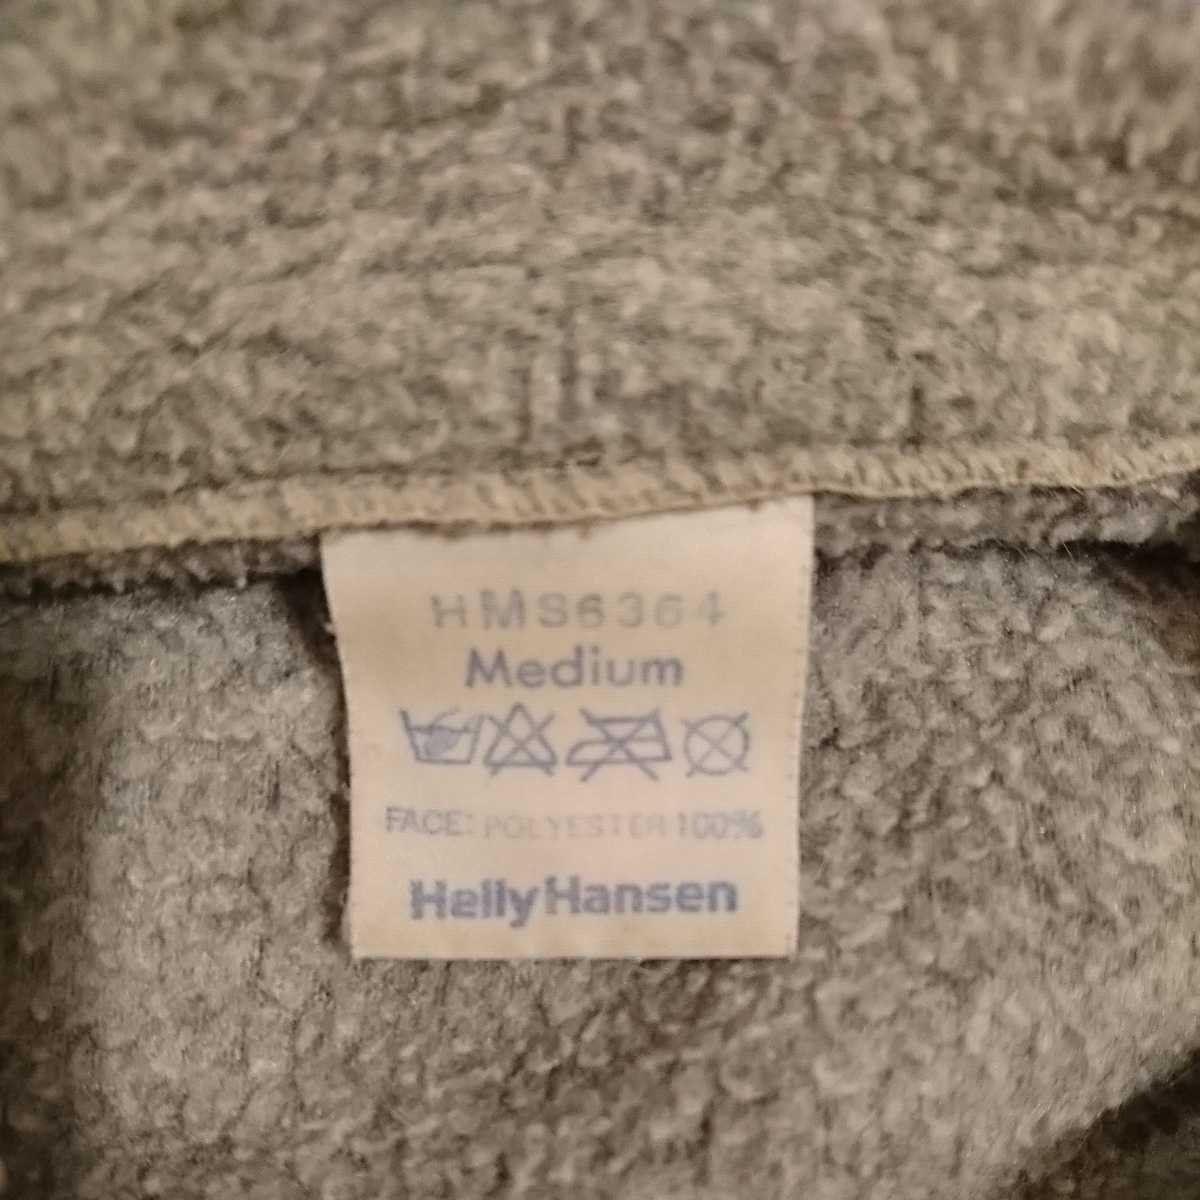 HMS6364
Medium
FACE: POLYESTER 100%
Helly Hansen